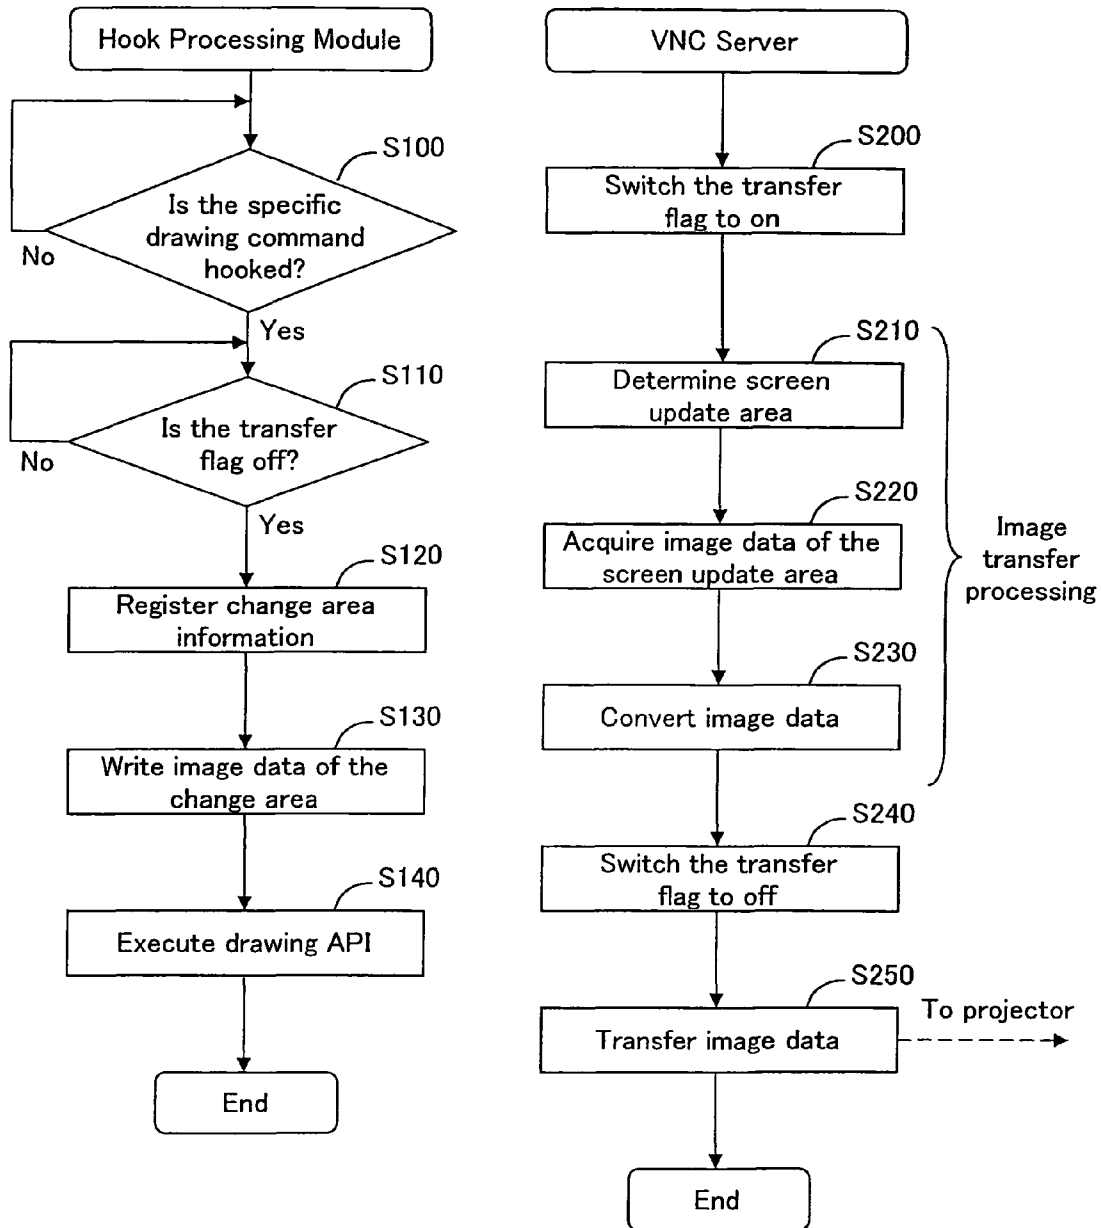 Hook Processing Module
S100
Is the specific
drawing command
hooked?
No
Yes
S110
Is the transfer
flag off?
No
Yes
S120
Register change area
information
S130
Write image data of the
change area
S140
Execute drawing API
End
VNC Server
S200
Switch the transfer
flag to on
S210
Determine screen
update area
S220
Acquire image data of the
screen update area
S230
Convert image data
Image
transfer
processing
S240
Switch the transfer
flag to off
S250
Transfer image data
To projector
End